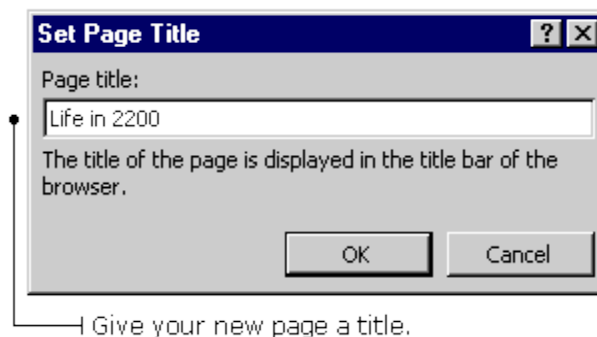 Set Page Title
Page title:
Life in 2200
The title of the page is displayed in the title bar of the
browser.
OK Cancel
Give your new page a title.